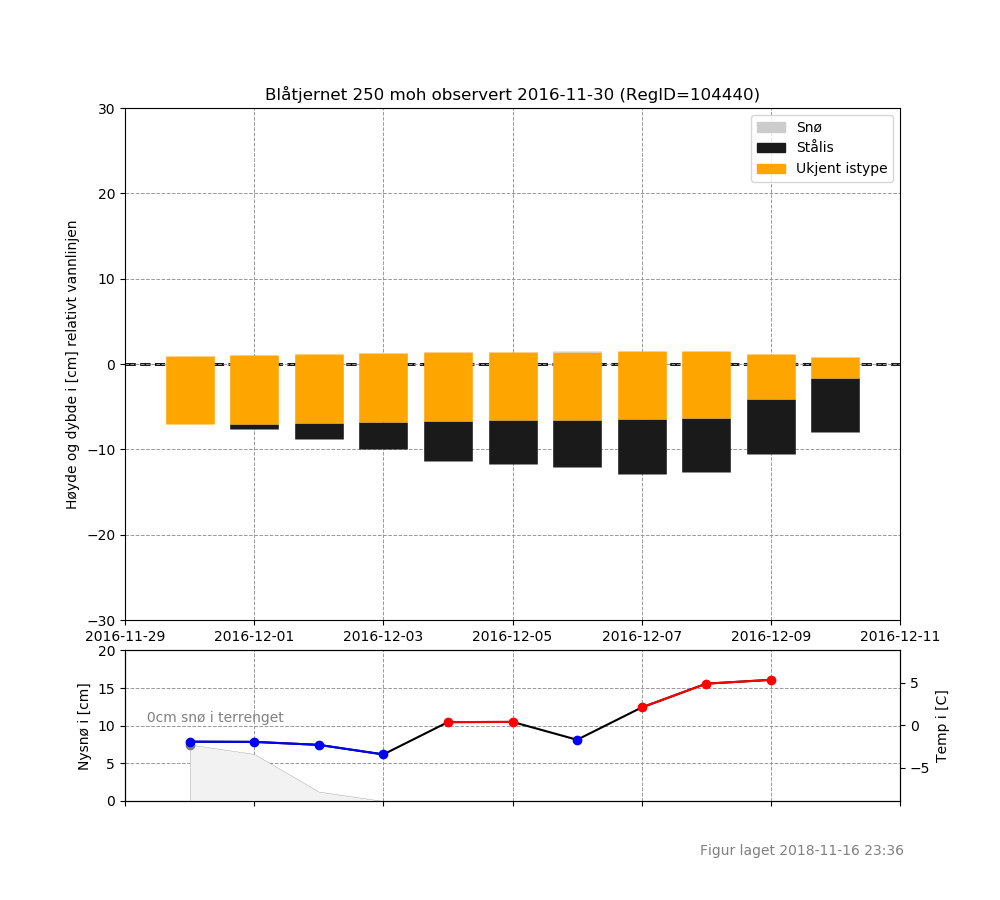 Blåtjernet 250 moh observert 2016-11-30 (RegID=104440)
Snø
Stålis
Ukjent istype
Høyde og dybde i [cm] relativt vannlinjen
30
20
10
0
−10
−20
−30
2016-11-29 2016-12-01 2016-12-03 2016-12-05 2016-12-07 2016-12-09 2016-12-11
Nysnø i [cm]
20
15
10
5
0
0cm snø i terrenget
5
0
−5
Temp i [C]
Figur laget 2018-11-16 23:36